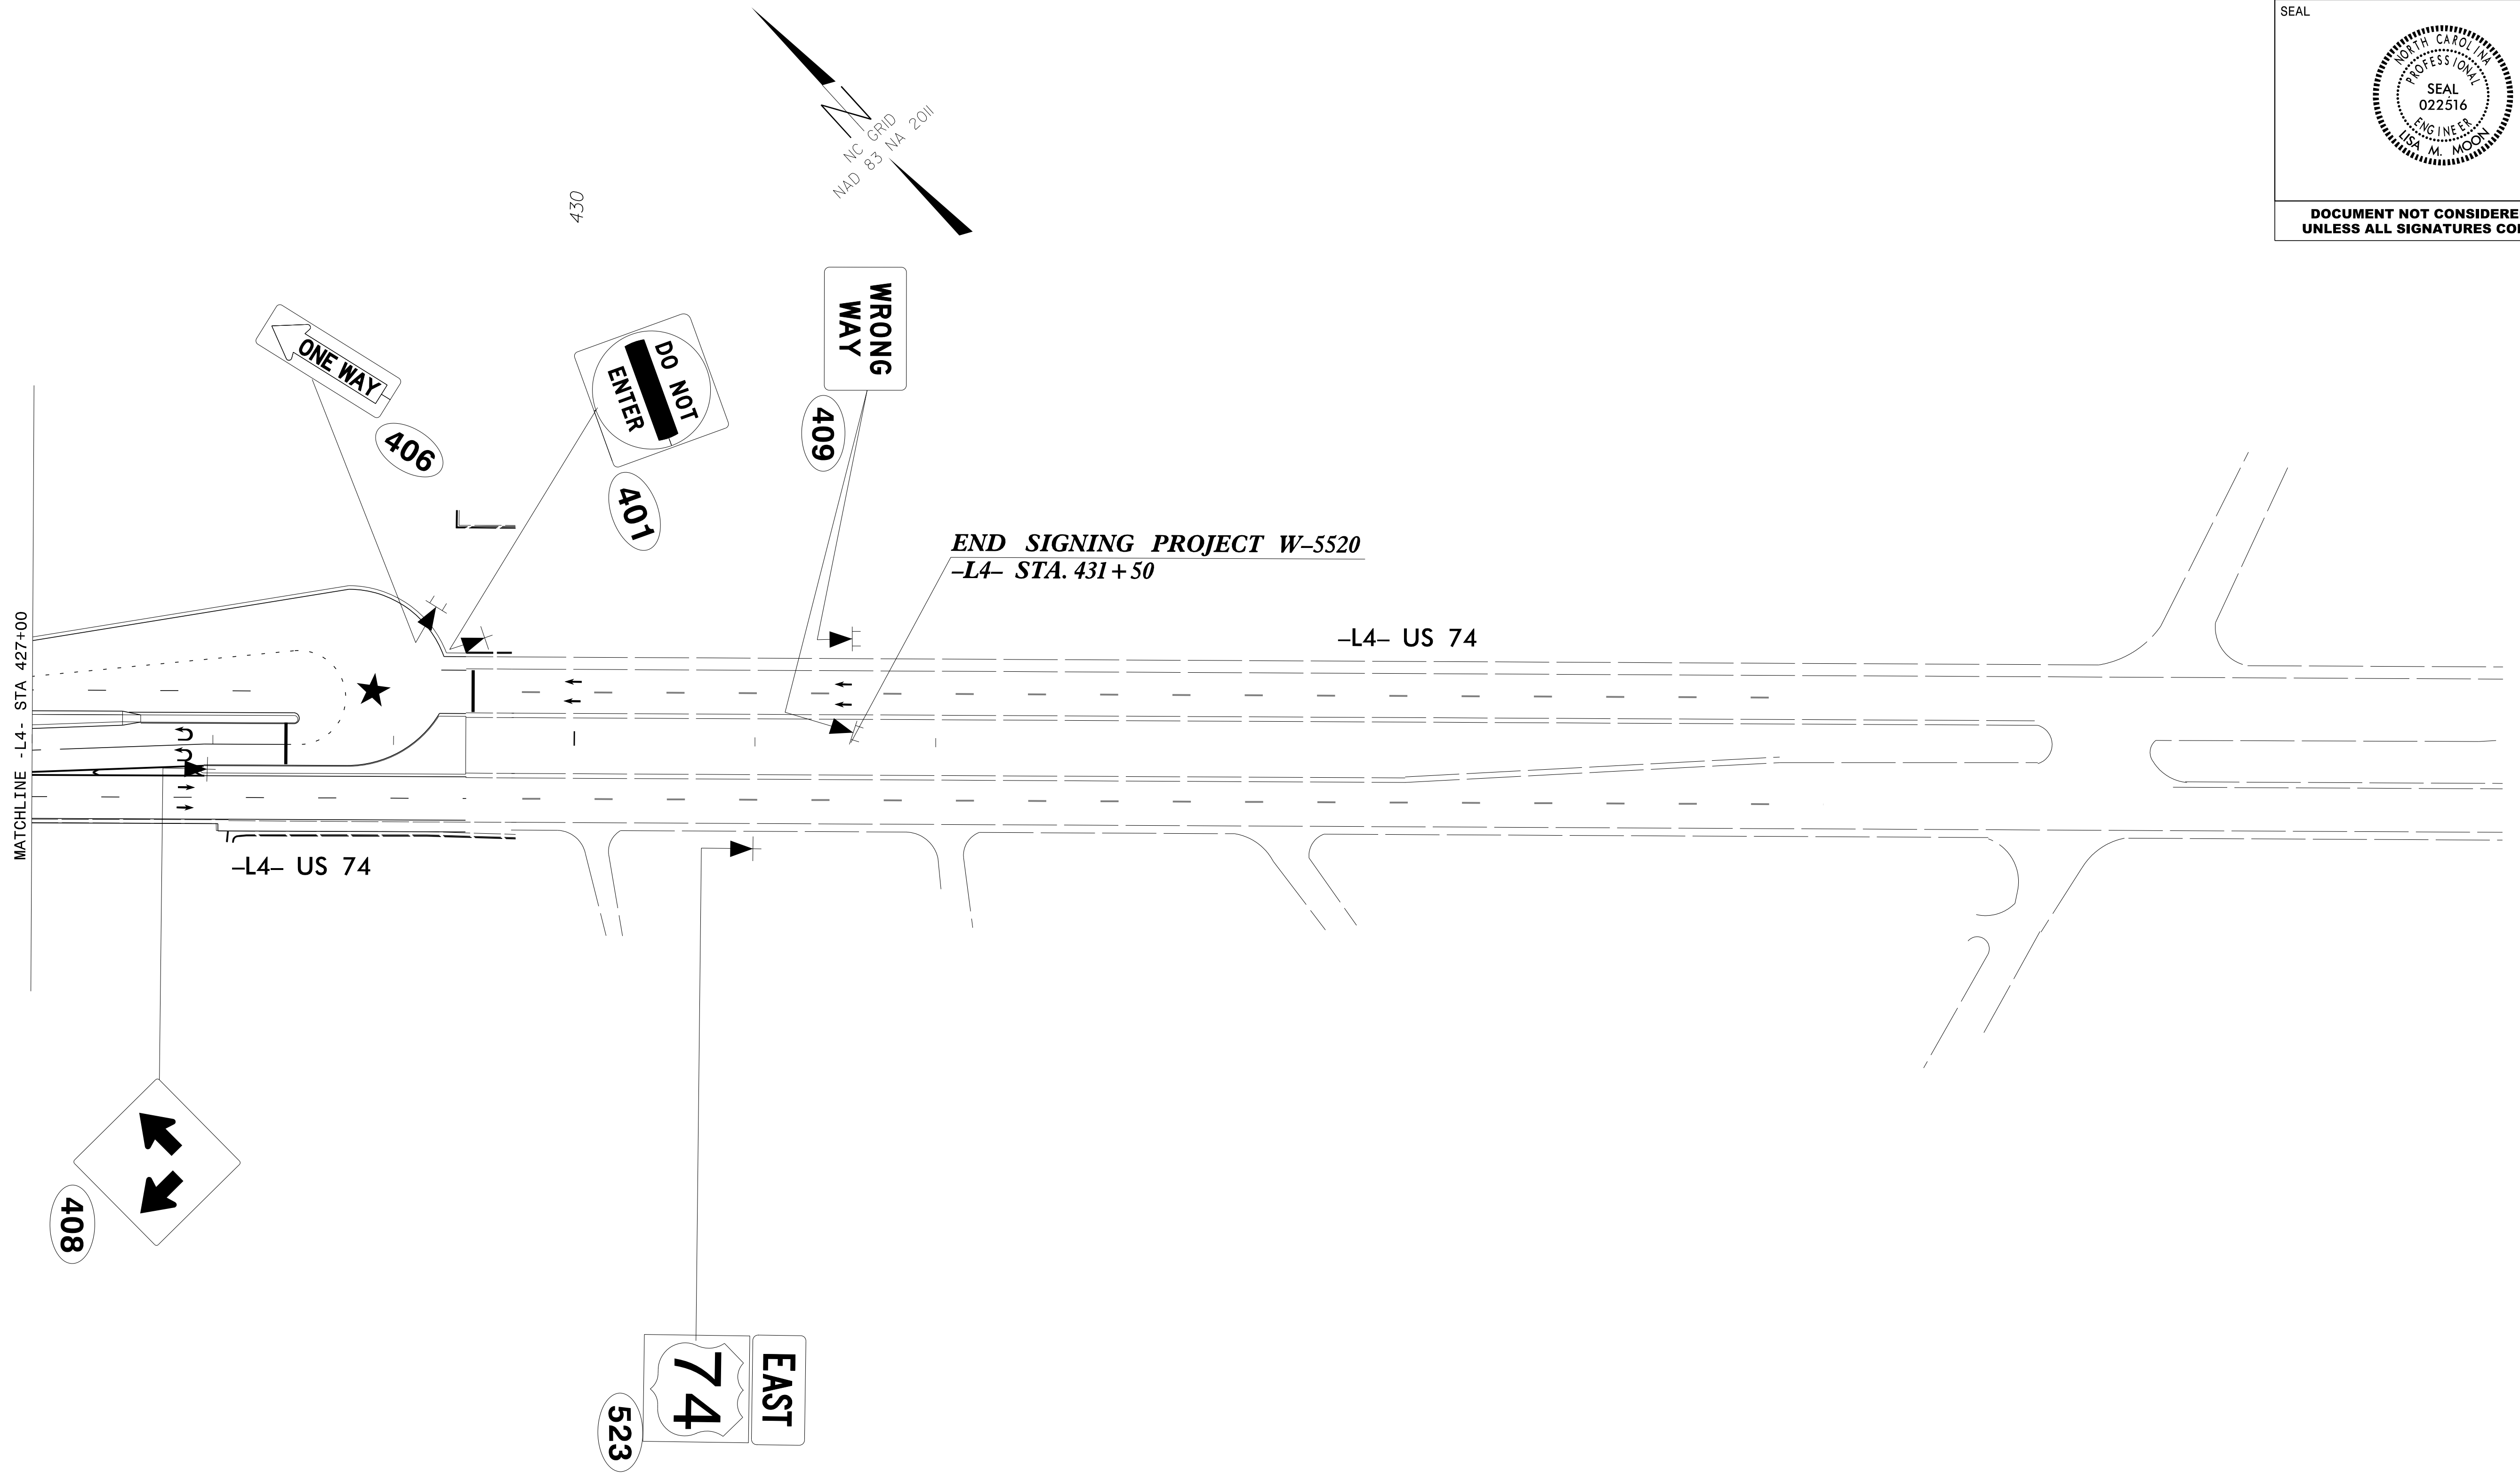 SEAL
NORTH CAROLINA
PROFESSIONAL
SEAL
022516
ENGINEER
LISA M. MOON
DOCUMENT NOT CONSIDERE
UNLESS ALL SIGNATURES CO
NC GRID
NAD 83 NA 2011
430
WRONG
WAY
409
ONE WAY
406
DO NOT
ENTER
401
END SIGNING PROJECT W–5520
–L4– STA. 431+50
–L4– US 74
MATCHLINE -L4- STA 427+00
–L4– US 74
408
EAST
74
523